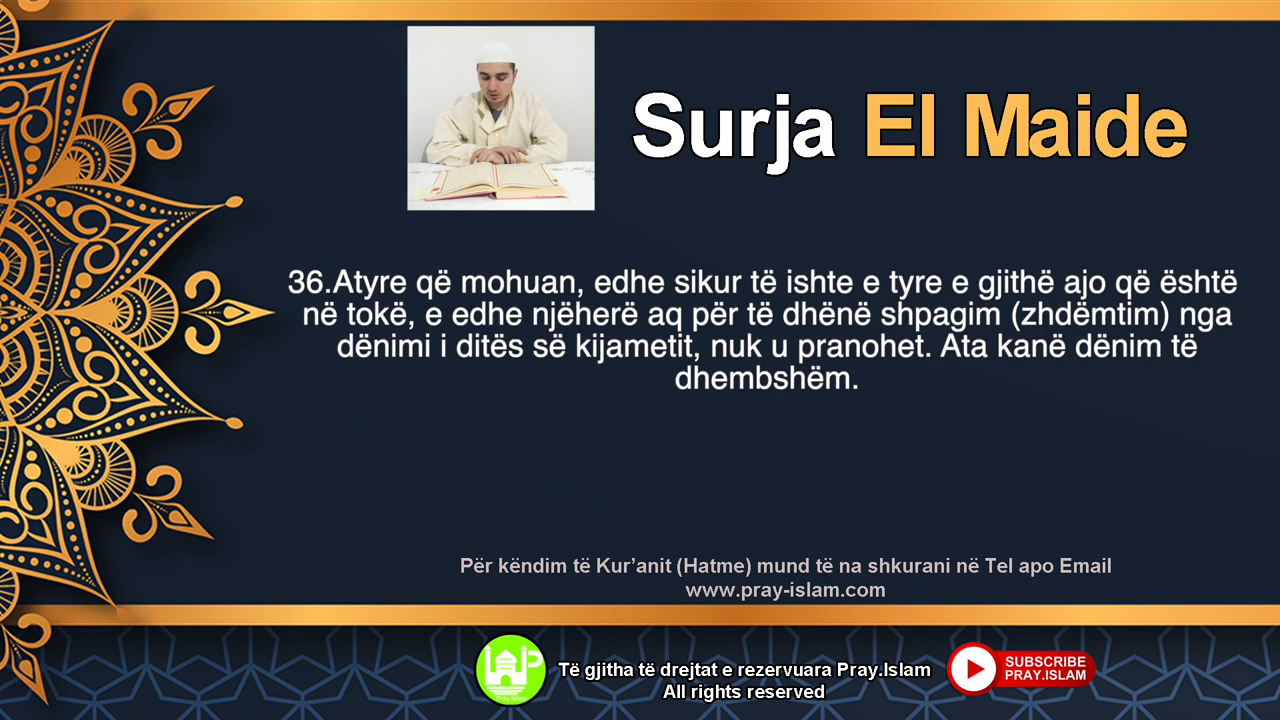 Surja El Maide
36.Atyre që mohuan, edhe sikur të ishte e tyre e gjithë ajo që është
në tokë, e edhe njëherë aq për të dhënë shpagim (zhdëmtim) nga
dënimi i ditës së kijametit, nuk u pranohet. Ata kanë dënim të
dhembshëm.
Për këndim të Kur’anit (Hatme) mund të na shkurani në Tel apo Email
www.pray-islam.com
Pray.Islam
Të gjitha të drejtat e rezervuara Pray.Islam
All rights reserved
SUBSCRIBE
PRAY.ISLAM